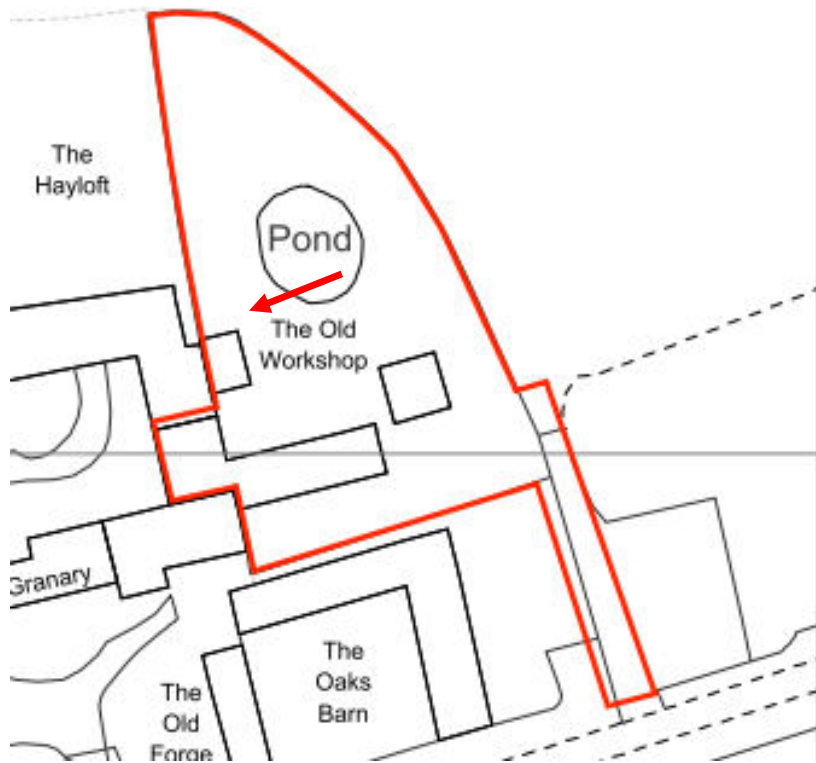 The
Hayloft
Pond
The Old
Workshop
Granary
The
Oaks
Barn
The
Old
Forge